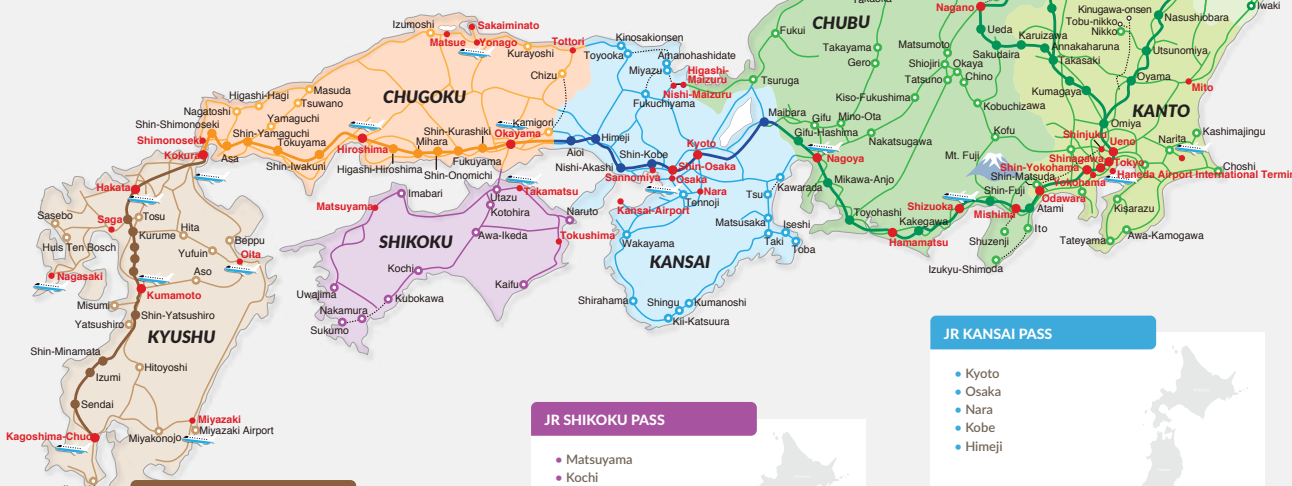 CHUGOKU
Izumoshi
Sakaiminato
Matsue
Yonago
Kurayoshi
Tottori
Chizu
Masuda
Higashi-Hagi
Tsuwano
Nagatoshi
Yamaguchi
Shin-Shimonoseki
Shin-Yamaguchi
Tokuyama
Shimonoseki
Kokura
Asa
Shin-Iwakuni
Hiroshima
Higashi-Hiroshima
Mihara
Shin-Onomichi
Shin-Kurashiki
Fukuyama
Okayama
Kamigori
KANSAI
Kinosakionsen
Toyooka
Amanohashidate
Miyazu
Higashi-
Maizuru
Nishi-Maizuru
Fukuchiyama
Aioi
Himeji
Nishi-Akashi
Shin-Kobe
Sannomiya
Kyoto
Shin-Osaka
Osaka
Nara
Tennoji
Kansai-Airport
Wakayama
Shirahama
Shingu
Kumanoshi
Kii-Katsuura
Tsu
Kawarada
Matsusaka
Iseshi
Taki
Toba
CHUBU
Nagano
Fukui
Takayama
Gero
Tsuruga
Maibara
Gifu
Mino-Ota
Gifu-Hashima
Kiso-Fukushima
Nakatsugawa
Nagoya
Mikawa-Anjo
Toyohashi
Hamamatsu
Kakegawa
Shizuoka
Matsumoto
Shiojiri
Okaya
Tatsuno
Chino
Kobuchizawa
Kofu
Mt. Fuji
Ueda
Karuizawa
Sakudaira
Annakaharuna
Takasaki
Kumagaya
Shin-Fuji
Mishima
Shuzenji
Izukyu-Shimoda
Ito
Atami
Odawara
Shin-Matsuda
KANTO
Kinugawa-onsen
Tobu-nikko
Nikko
Nasushiobara
Iwaki
Utsunomiya
Oyama
Mito
Omiya
Shinjuku
Ueno
Shinagawa
Tokyo
Shin-Yokohama
Yokohama
Haneda Airport International Termin
Narita
Kashimajingu
Choshi
Kisarazu
Tateyama
Awa-Kamogawa
SHIKOKU
Takamatsu
Imabari
Matsuyama
Utazu
Kotohira
Naruto
Awa-Ikeda
Tokushima
Kochi
Kaifu
Uwajima
Kubokawa
Nakamura
Sukumo
KYUSHU
Hakata
Saga
Sasebo
Tosu
Kurume
Huis Ten Bosch
Hita
Yufuin
Beppu
Oita
Aso
Nagasaki
Kumamoto
Misumi
Yatsushiro
Shin-Yatsushiro
Shin-Minamata
Izumi
Hitoyoshi
Sendai
Kagoshima-Chuo
Miyakonojo
Miyazaki
Miyazaki Airport
JR SHIKOKU PASS
Matsuyama
Kochi
JR KANSAI PASS
Kyoto
Osaka
Nara
Kobe
Himeji